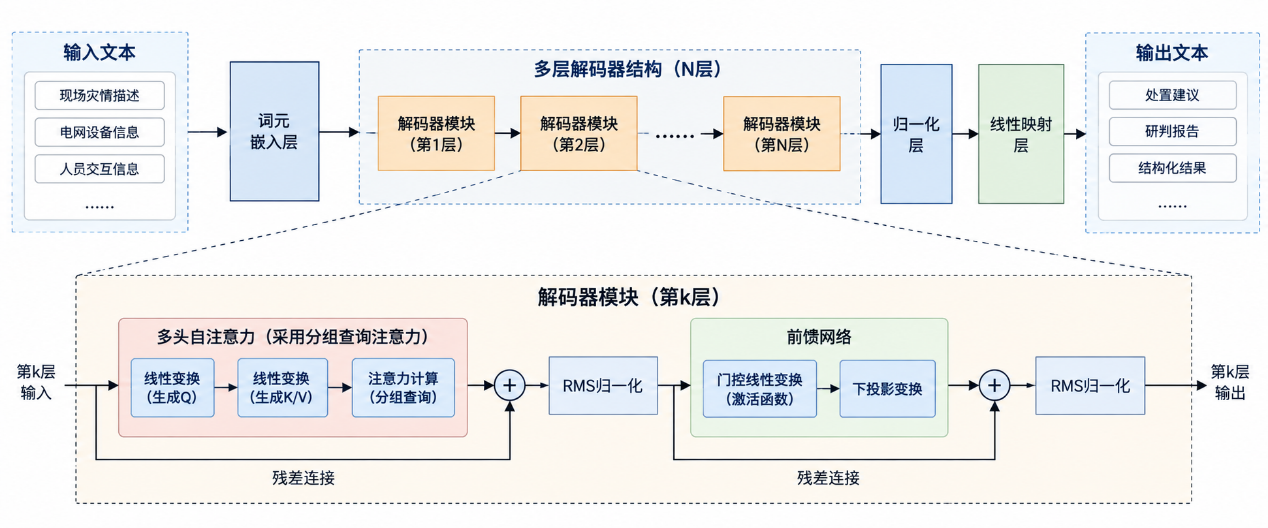 输入文本
现场灾情描述
电网设备信息
人员交互信息
……
词元
嵌入层
多层解码器结构（N层）
解码器模块
（第1层）
解码器模块
（第2层）
……
解码器模块
（第N层）
归一化
层
线性映射
层
输出文本
处置建议
研判报告
结构化结果
……
解码器模块（第k层）
第k层
输入
多头自注意力（采用分组查询注意力）
线性变换
（生成Q）
线性变换
（生成K/V）
注意力计算
（分组查询）
+
RMS归一化
前馈网络
门控线性变换
（激活函数）
下投影变换
+
RMS归一化
第k层
输出
残差连接
残差连接